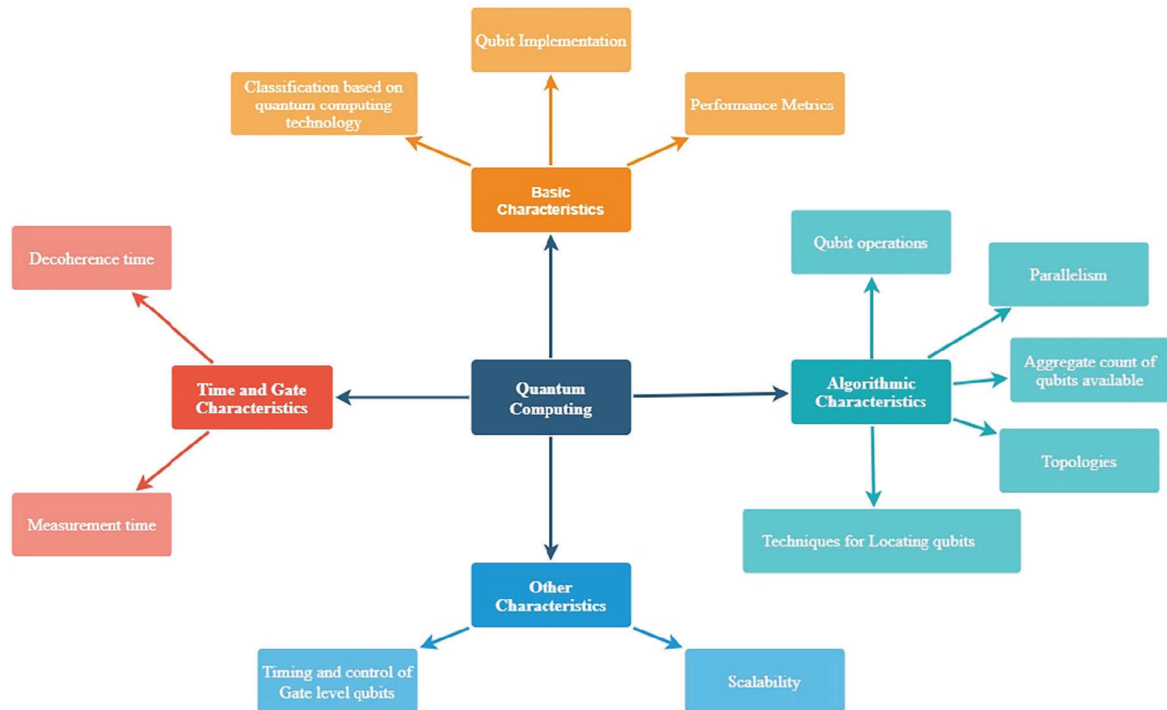 Qubit Implementation
Classification based on
quantum computing
technology
Performance Metrics
Basic
Characteristics
Decoherence time
Qubit operations
Parallelism
Time and Gate
Characteristics
Quantum
Computing
Algorithmic
Characteristics
Aggregate count of
qubits available
Topologies
Measurement time
Techniques for Locating qubits
Other
Characteristics
Timing and control of
Gate level qubits
Scalability